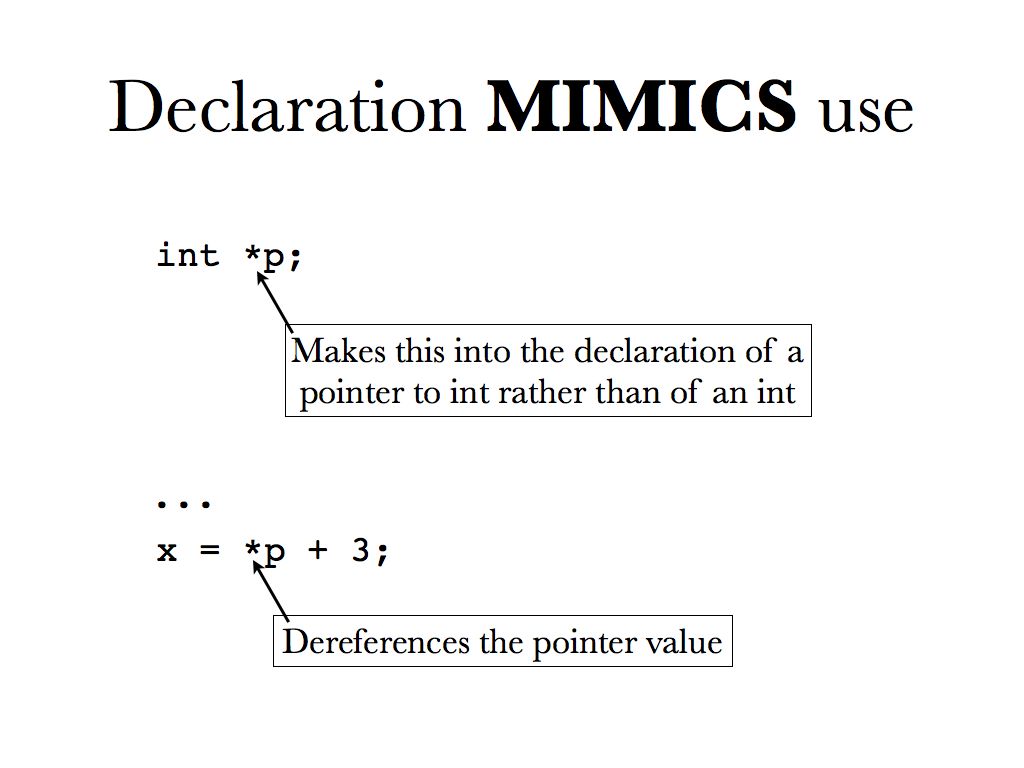 Declaration MIMICS use
int *p;
Makes this into the declaration of a
pointer to int rather than of an int
...
x = *p + 3;
Dereferences the pointer value